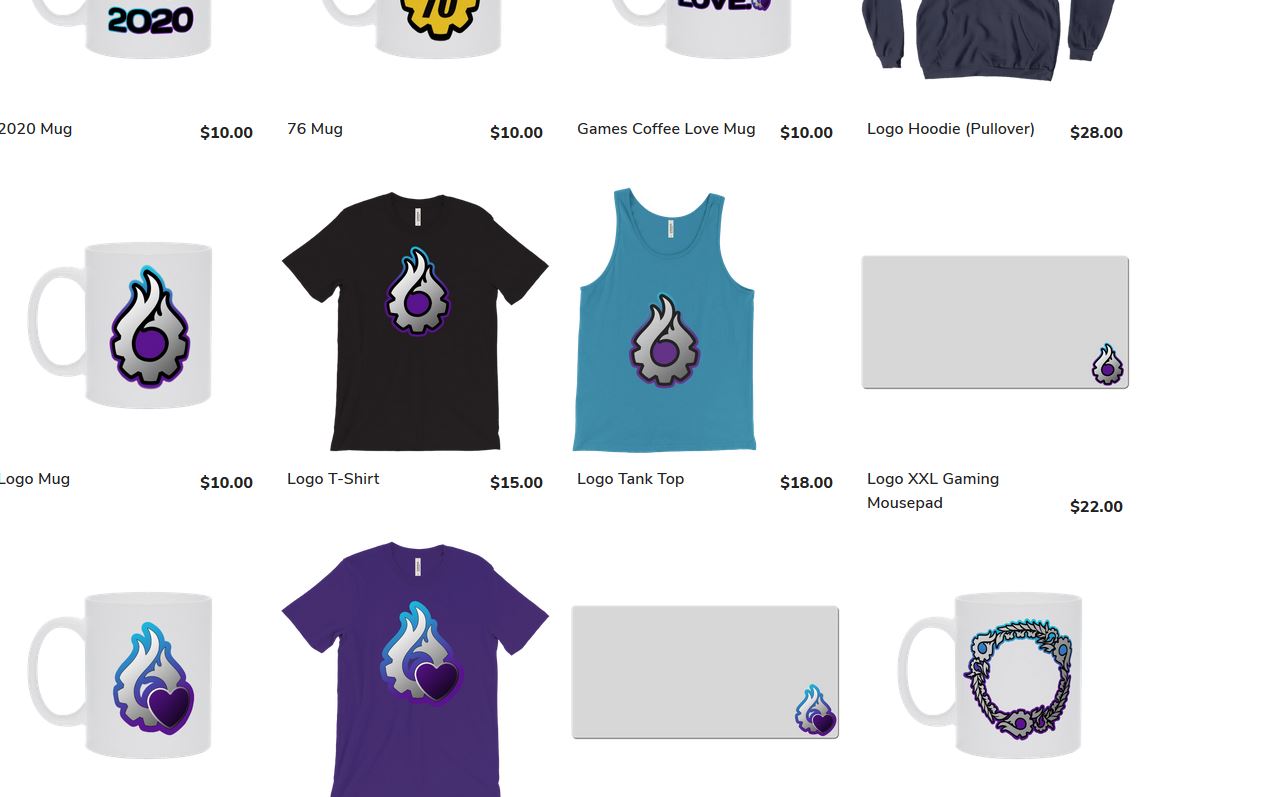 2020
76
LOVE.
2020 Mug
$10.00
76 Mug
$10.00
Games Coffee Love Mug
$10.00
Logo Hoodie (Pullover)
$28.00
Logo Mug
$10.00
Logo T-Shirt
$15.00
Logo Tank Top
$18.00
Logo XXL Gaming
Mousepad
$22.00